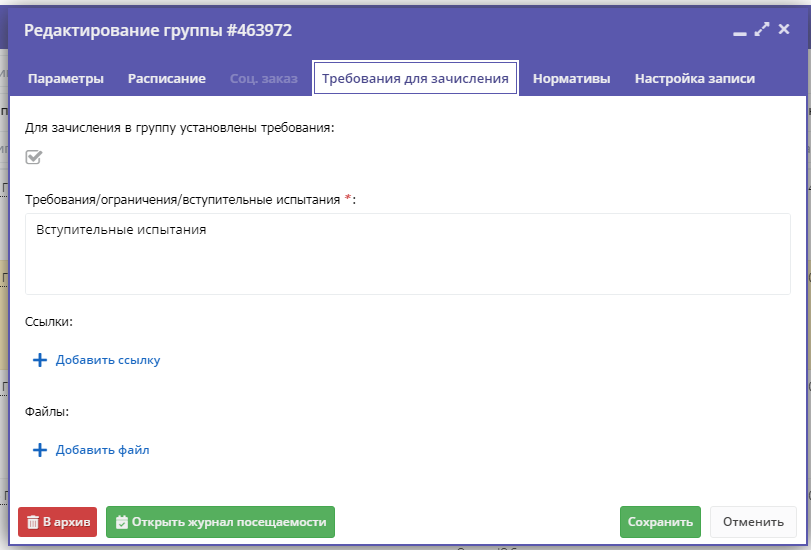 Редактирование группы #463972
Параметры Расписание Соц. заказ Требования для зачисления Нормативы Настройка записи
Для зачисления в группу установлены требования:
Требования/ограничения/вступительные испытания * :
Вступительные испытания
Ссылки:
+ Добавить ссылку
Файлы:
+ Добавить файл
В архив Открыть журнал посещаемости Сохранить Отменить